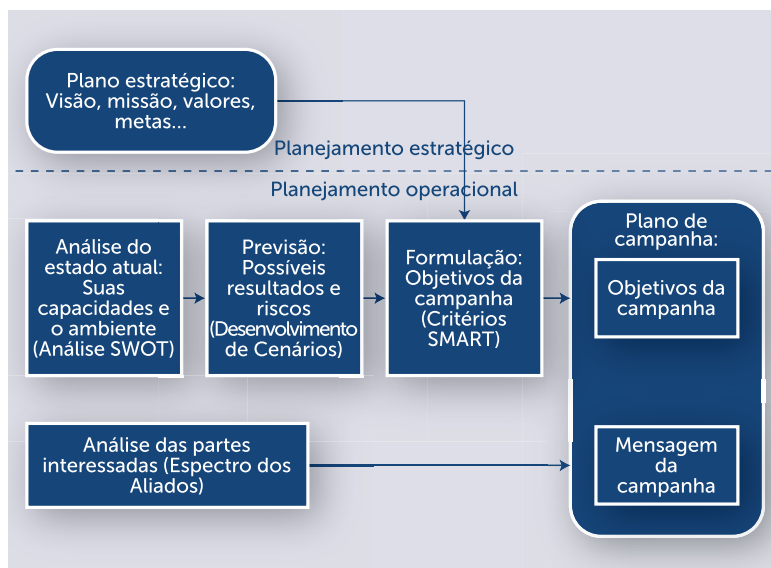 Plano estratégico:
Visão, missão, valores,
metas...
Planejamento estratégico
Planejamento operacional
Análise do
estado atual:
Suas
capacidades e
o ambiente
(Análise SWOT)
Previsão:
Possíveis
resultados e
riscos
(Desenvolvimento
de Cenários)
Formulação:
Objetivos da
campanha
(Critérios
SMART)
Plano de
campanha:
Objetivos da
campanha
Análise das partes
interessadas (Espectro dos
Aliados)
Mensagem
da
campanha